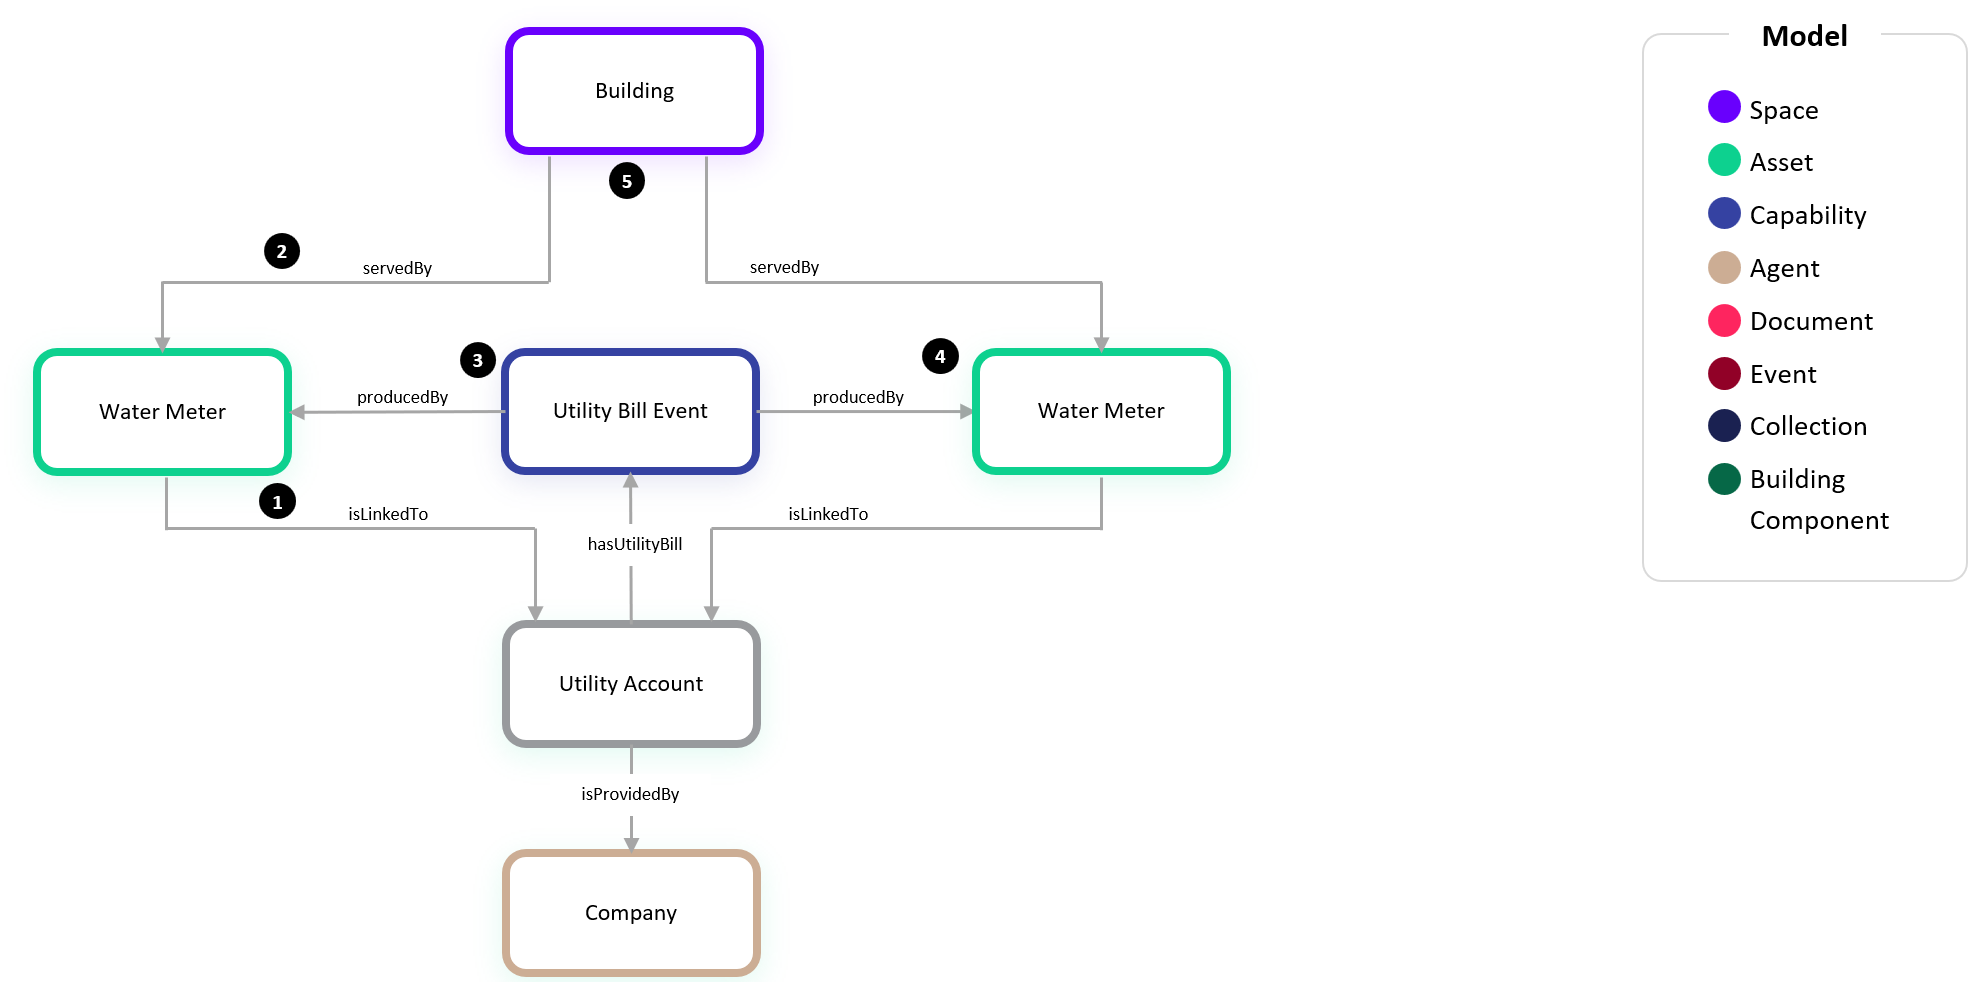 Building
5
2
servedBy
servedBy
3
4
Water Meter
producedBy
Utility Bill Event
producedBy
Water Meter
1
isLinkedTo
isLinkedTo
hasUtilityBill
Utility Account
isProvidedBy
Company
Model
Space
Asset
Capability
Agent
Document
Event
Collection
Building
Component